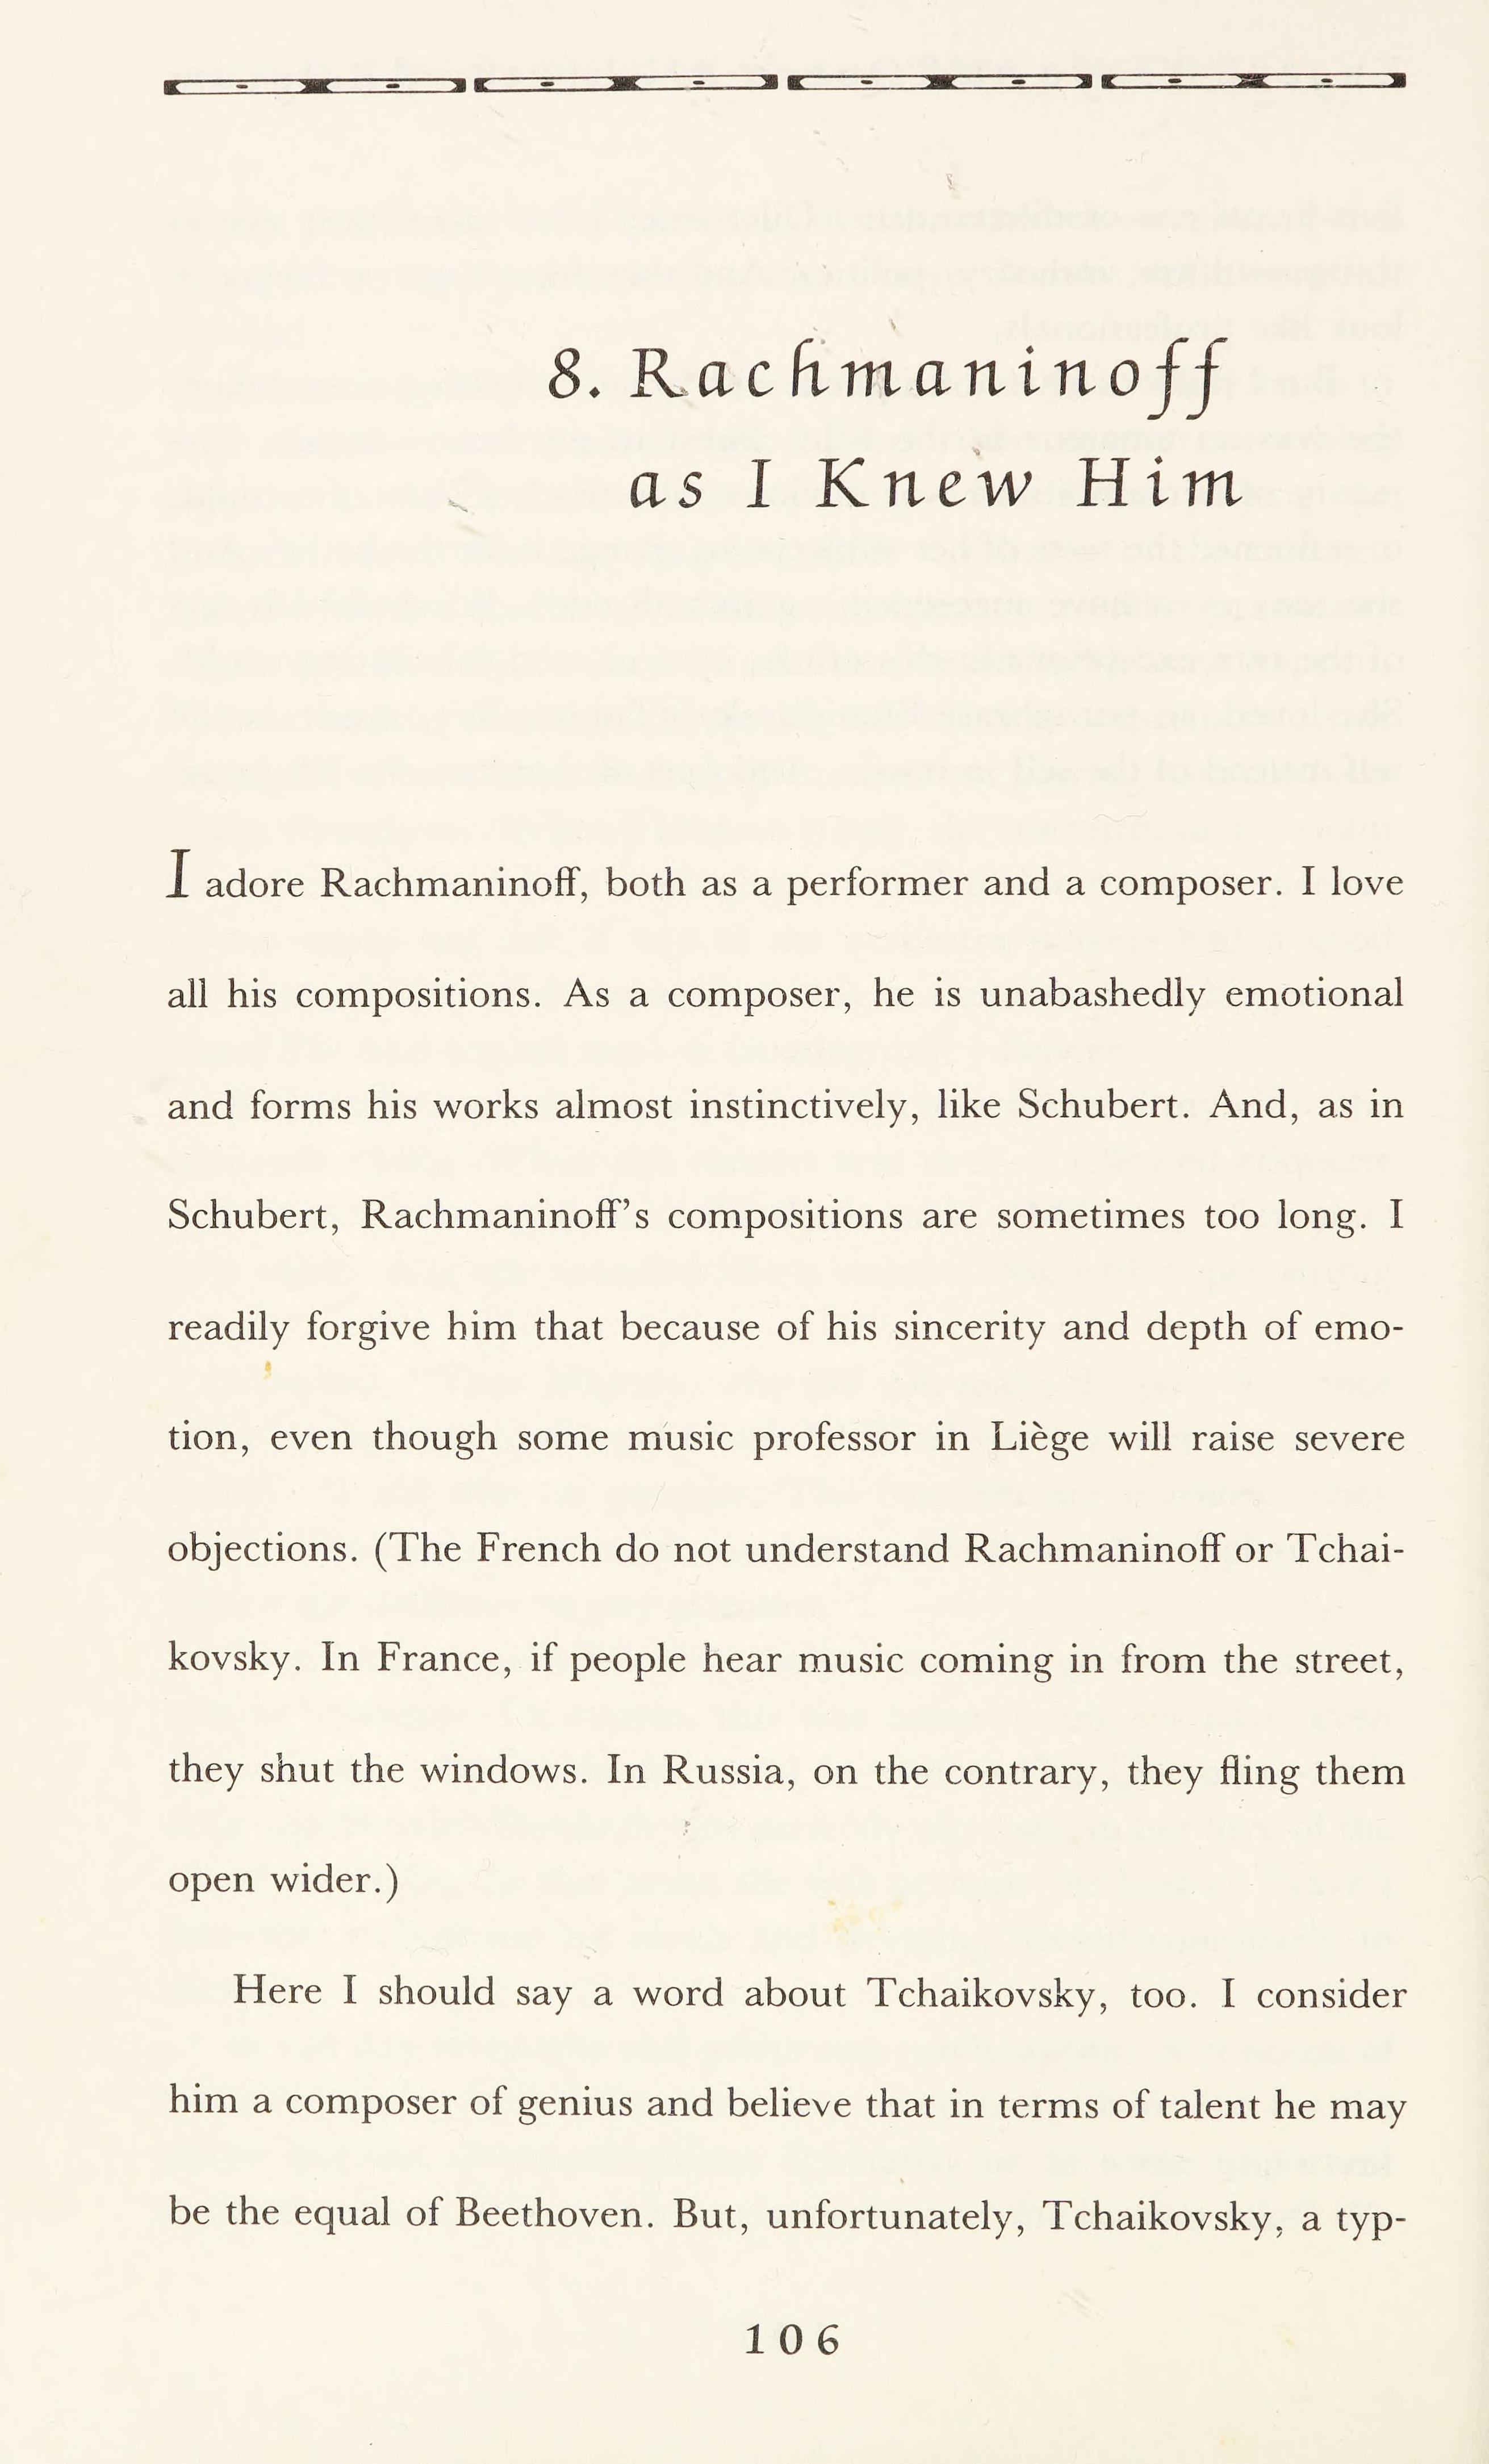 8. Rachmaninoff
as I Knew Him
I adore Rachmaninoff, both as a performer and a composer. I love
all his compositions. As a composer, he is unabashedly emotional
and forms his works almost instinctively, like Schubert. And, as in
Schubert, Rachmaninoff’s compositions are sometimes too long. I
readily forgive him that because of his sincerity and depth of emo-
tion, even though some music professor in Liège will raise severe
objections. (The French do not understand Rachmaninoff or Tchai-
kovsky. In France, if people hear music coming in from the street,
they shut the windows. In Russia, on the contrary, they fling them
open wider.)
Here I should say a word about Tchaikovsky, too. I consider
him a composer of genius and believe that in terms of talent he may
be the equal of Beethoven. But, unfortunately, Tchaikovsky, a typ-
106